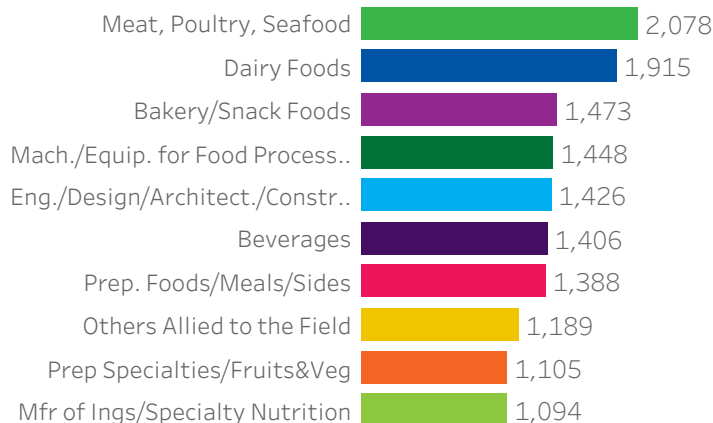 Meat, Poultry, Seafood 2,078
Dairy Foods 1,915
Bakery/Snack Foods 1,473
Mach./Equip. for Food Process.. 1,448
Eng./Design/Architect./Constr.. 1,426
Beverages 1,406
Prep. Foods/Meals/Sides 1,388
Others Allied to the Field 1,189
Prep Specialties/Fruits&Veg 1,105
Mfr of Ings/Specialty Nutrition 1,094